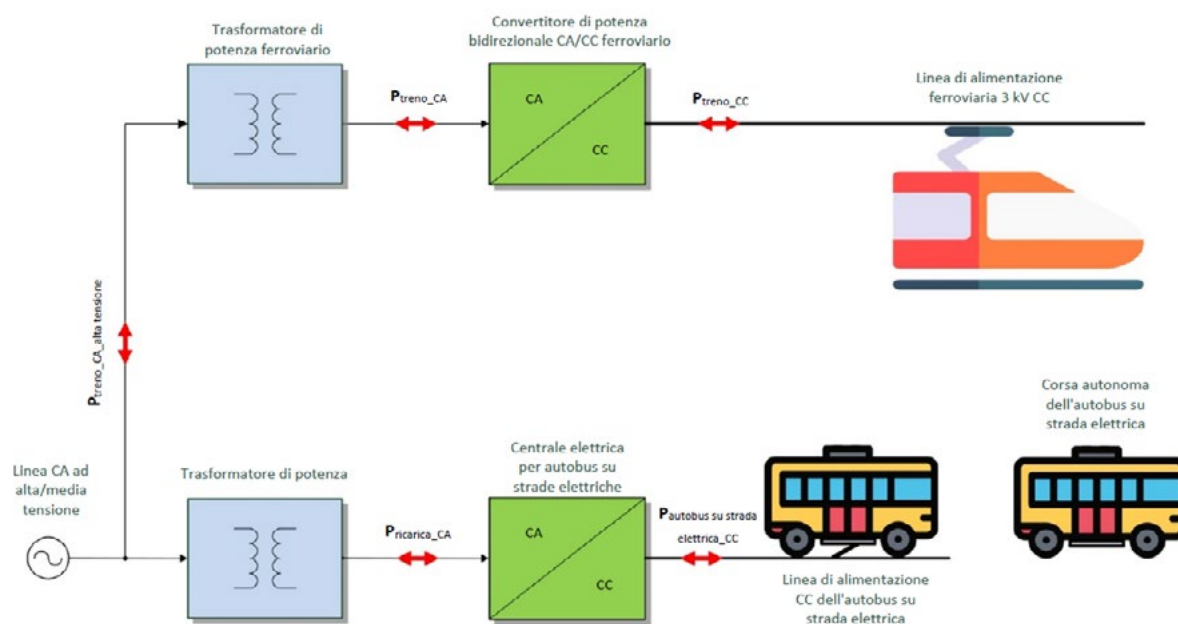 Trasformatore di
potenza ferroviario
Convertitore di potenza
bidirezionale CA/CC ferroviario
Linea di alimentazione
ferroviaria 3 kV CC
Ptreno_CA
CA
CC
Ptreno_CC
Ptreno_CA_alta tensione
Linea CA ad
alta/media
tensione
Trasformatore di potenza
Centrale elettrica
per autobus su
strade elettriche
Corsa autonoma
dell'autobus su
strada elettrica
Pricarica_CA
CA
CC
Pautobus su strada
elettrica_CC
Linea di alimentazione
CC dell'autobus su
strada elettrica